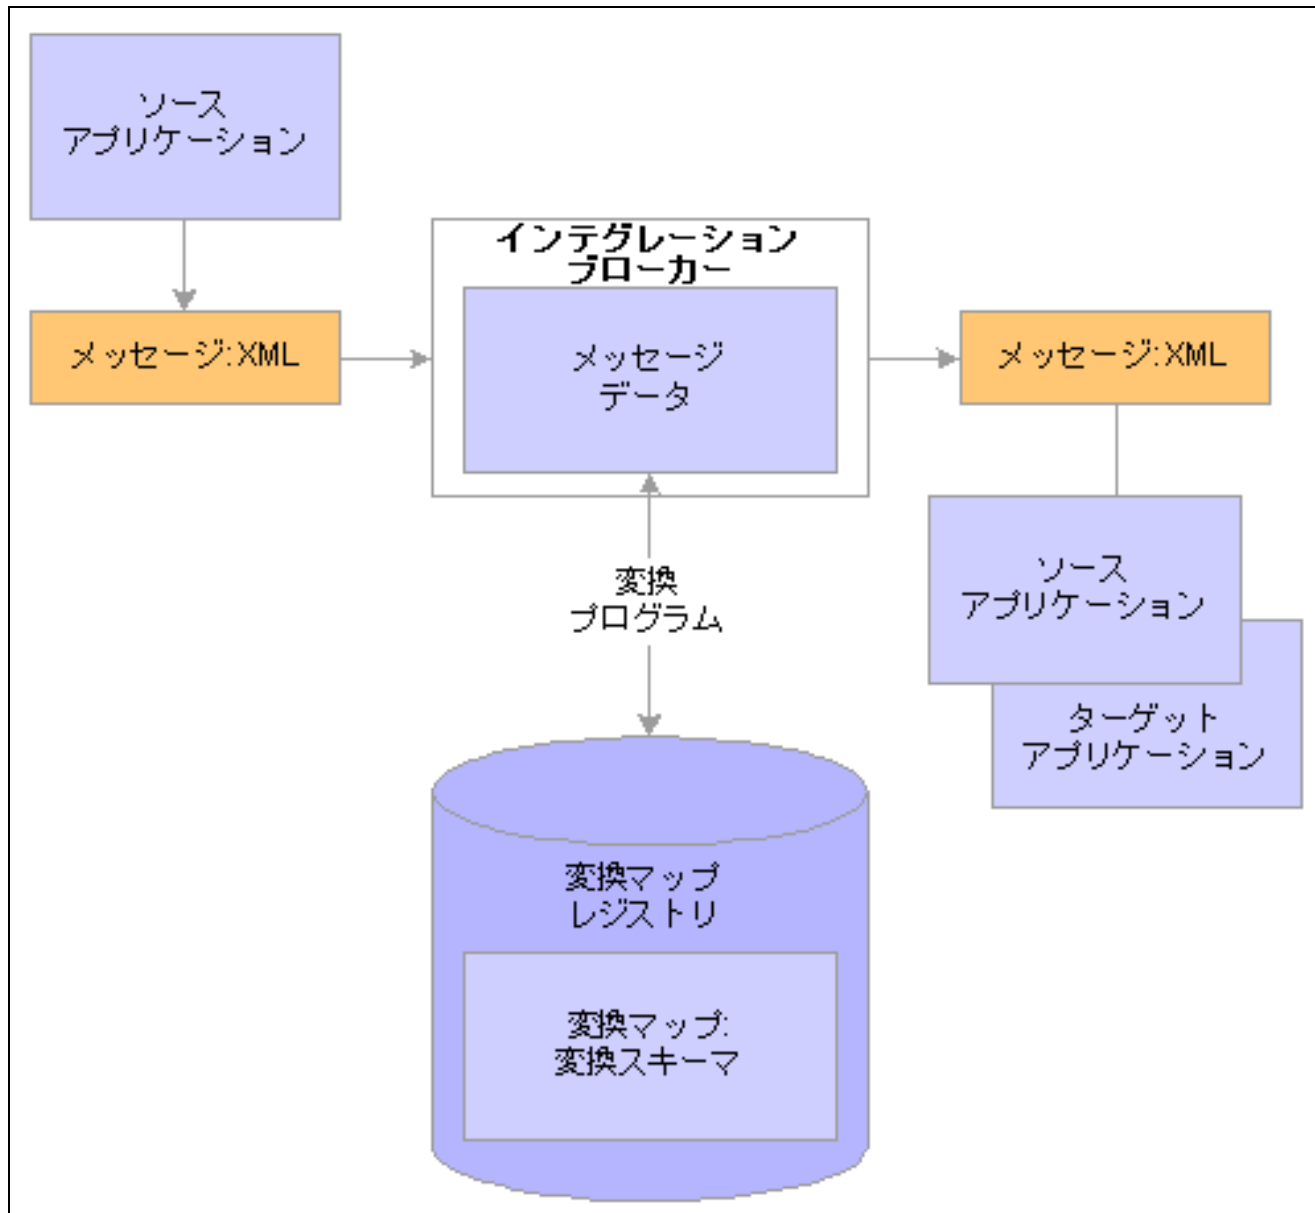 ソース
アプリケーション
インテグレーション
ブローカー
メッセージ:XML
メッセージ
データ
メッセージ:XML
変換
プログラム
ソース
アプリケーション
ターゲット
アプリケーション
変換マップ
レジストリ
変換マップ:
変換スキーマ